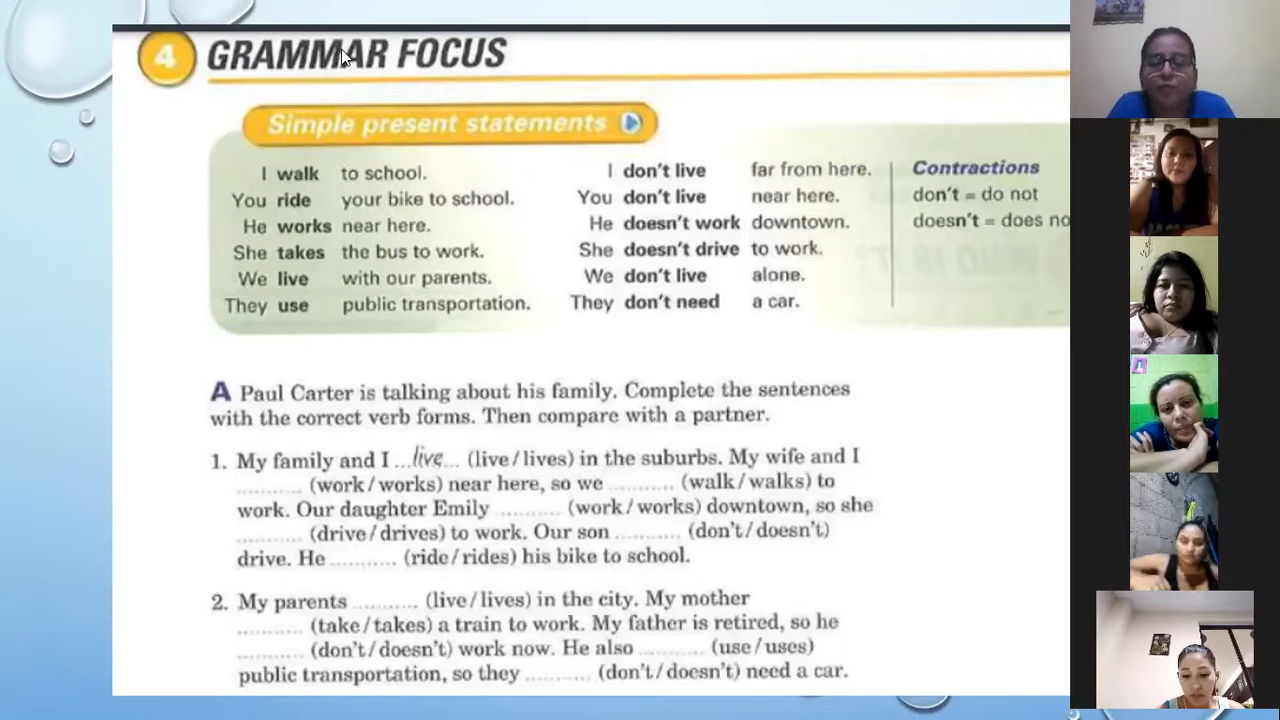 4 GRAMMAR FOCUS
Simple present statements
I walk to school.
You ride your bike to school.
He works near here.
She takes the bus to work.
We live with our parents.
They use public transportation.
I don't live far from here.
You don't live near here.
He doesn't work downtown.
She doesn't drive to work.
We don't live alone.
They don't need a car.
Contractions
don't = do not
doesn't = does no
A Paul Carter is talking about his family. Complete the sentences
with the correct verb forms. Then compare with a partner.
1. My family and I ...live... (live / lives) in the suburbs. My wife and I
.......... (work / works) near here, so we .......... (walk / walks) to
work. Our daughter Emily .......... (work / works) downtown, so she
.......... (drive / drives) to work. Our son .......... (don't / doesn't)
drive. He .......... (ride / rides) his bike to school.
2. My parents .......... (live / lives) in the city. My mother
.......... (take / takes) a train to work. My father is retired, so he
.......... (don't / doesn't) work now. He also .......... (use / uses)
public transportation, so they .......... (don't / doesn't) need a car.